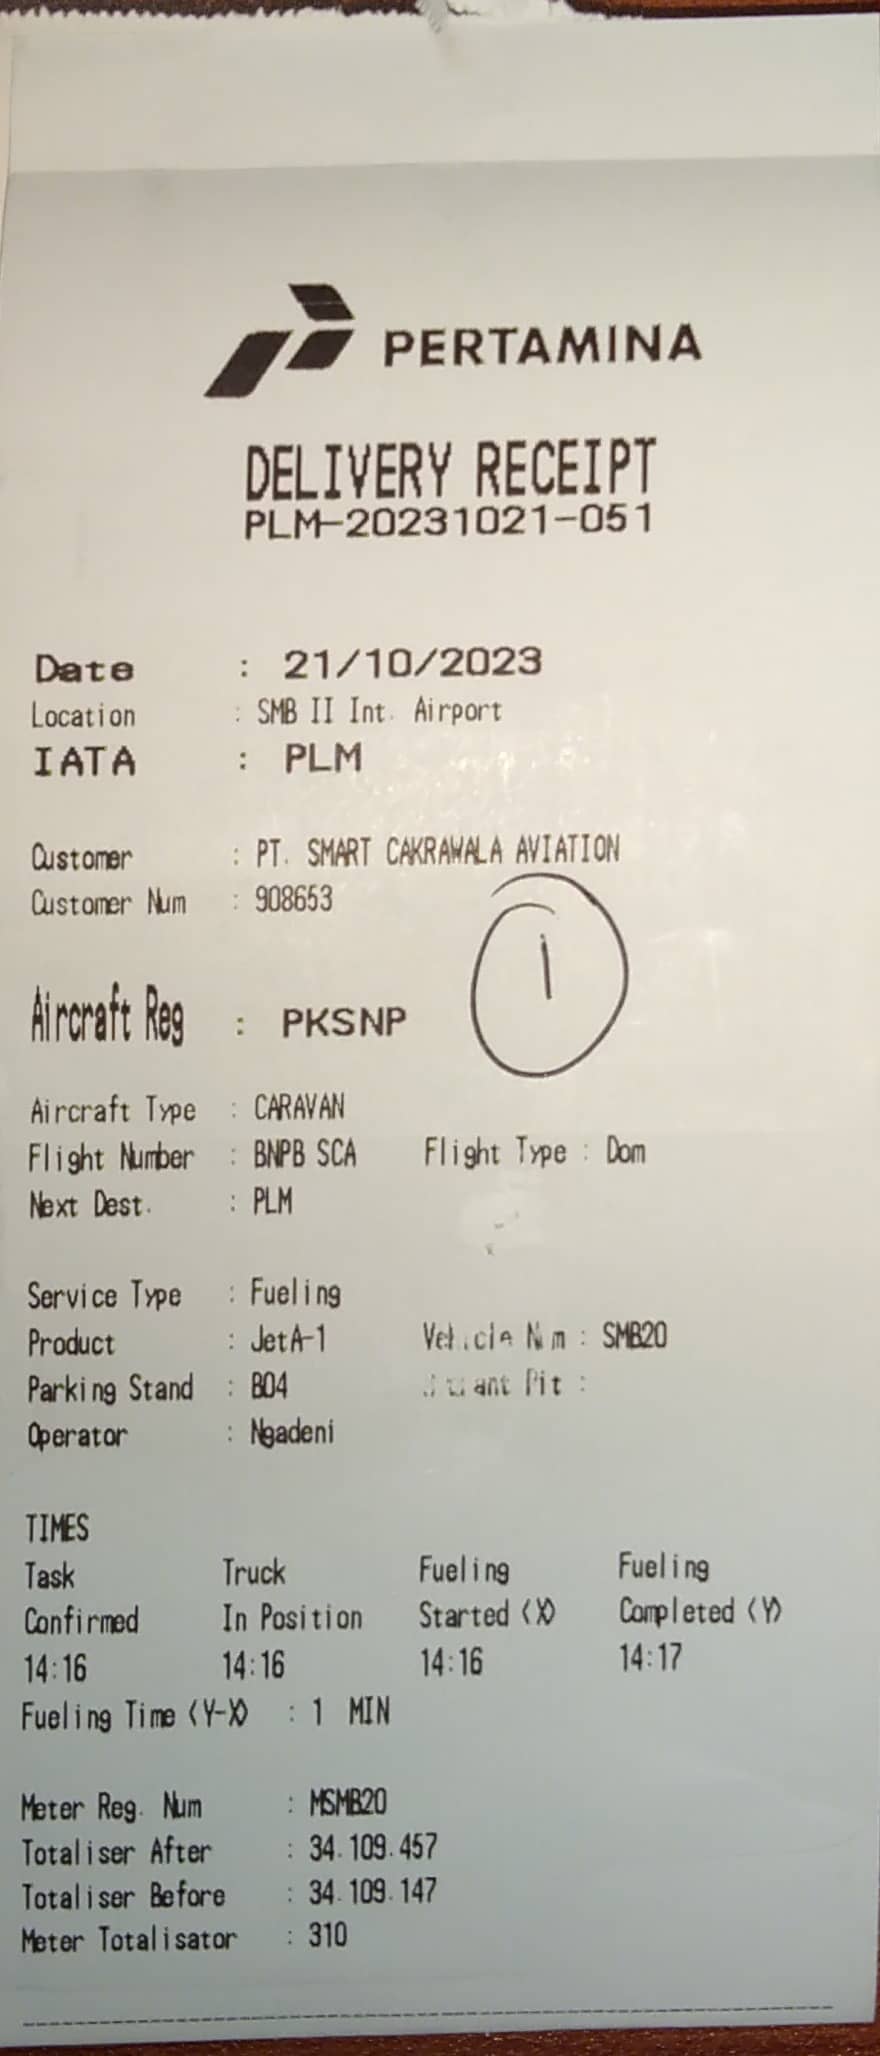 PERTAMINA
DELIVERY RECEIPT
PLM-20231021-051
Date : 21/10/2023
Location : SMB II Int. Airport
IATA : PLM
Customer : PT. SMART CAKRAWALA AVIATION
Customer Num : 908653
1
Aircraft Reg : PKSNP
Aircraft Type : CARAVAN
Flight Number : BNPB SCA Flight Type : Dom
Next Dest. : PLM
Service Type : Fueling
Product : JetA-1 Vehicle Num : SMB20
Parking Stand : B04 Pit :
Operator : Ngadeni
TIMES
Task Truck Fueling Fueling
Confirmed In Position Started (X) Completed (Y)
14:16 14:16 14:16 14:17
Fueling Time (Y-X) : 1 MIN
Meter Reg. Num : MSMB20
Totaliser After : 34.109.457
Totaliser Before : 34.109.147
Meter Totalisator : 310